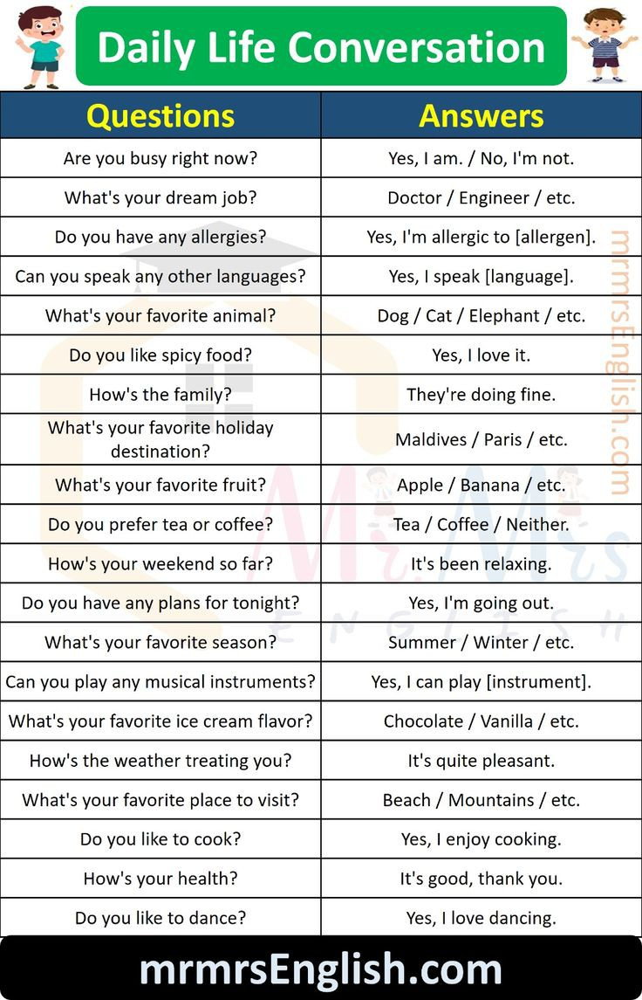 Daily Life Conversation
Questions Answers
Are you busy right now? Yes, I am. / No, I'm not.
What's your dream job? Doctor / Engineer / etc.
Do you have any allergies? Yes, I'm allergic to [allergen].
Can you speak any other languages? Yes, I speak [language].
What's your favorite animal? Dog / Cat / Elephant / etc.
Do you like spicy food? Yes, I love it.
How's the family? They're doing fine.
What's your favorite holiday
destination? Maldives / Paris / etc.
What's your favorite fruit? Apple / Banana / etc.
Do you prefer tea or coffee? Tea / Coffee / Neither.
How's your weekend so far? It's been relaxing.
Do you have any plans for tonight? Yes, I'm going out.
What's your favorite season? Summer / Winter / etc.
Can you play any musical instruments? Yes, I can play [instrument].
What's your favorite ice cream flavor? Chocolate / Vanilla / etc.
How's the weather treating you? It's quite pleasant.
What's your favorite place to visit? Beach / Mountains / etc.
Do you like to cook? Yes, I enjoy cooking.
How's your health? It's good, thank you.
Do you like to dance? Yes, I love dancing.
mrmrsEnglish.com
Mr. Mrs
ENGLISH
mrmrsEnglish.com